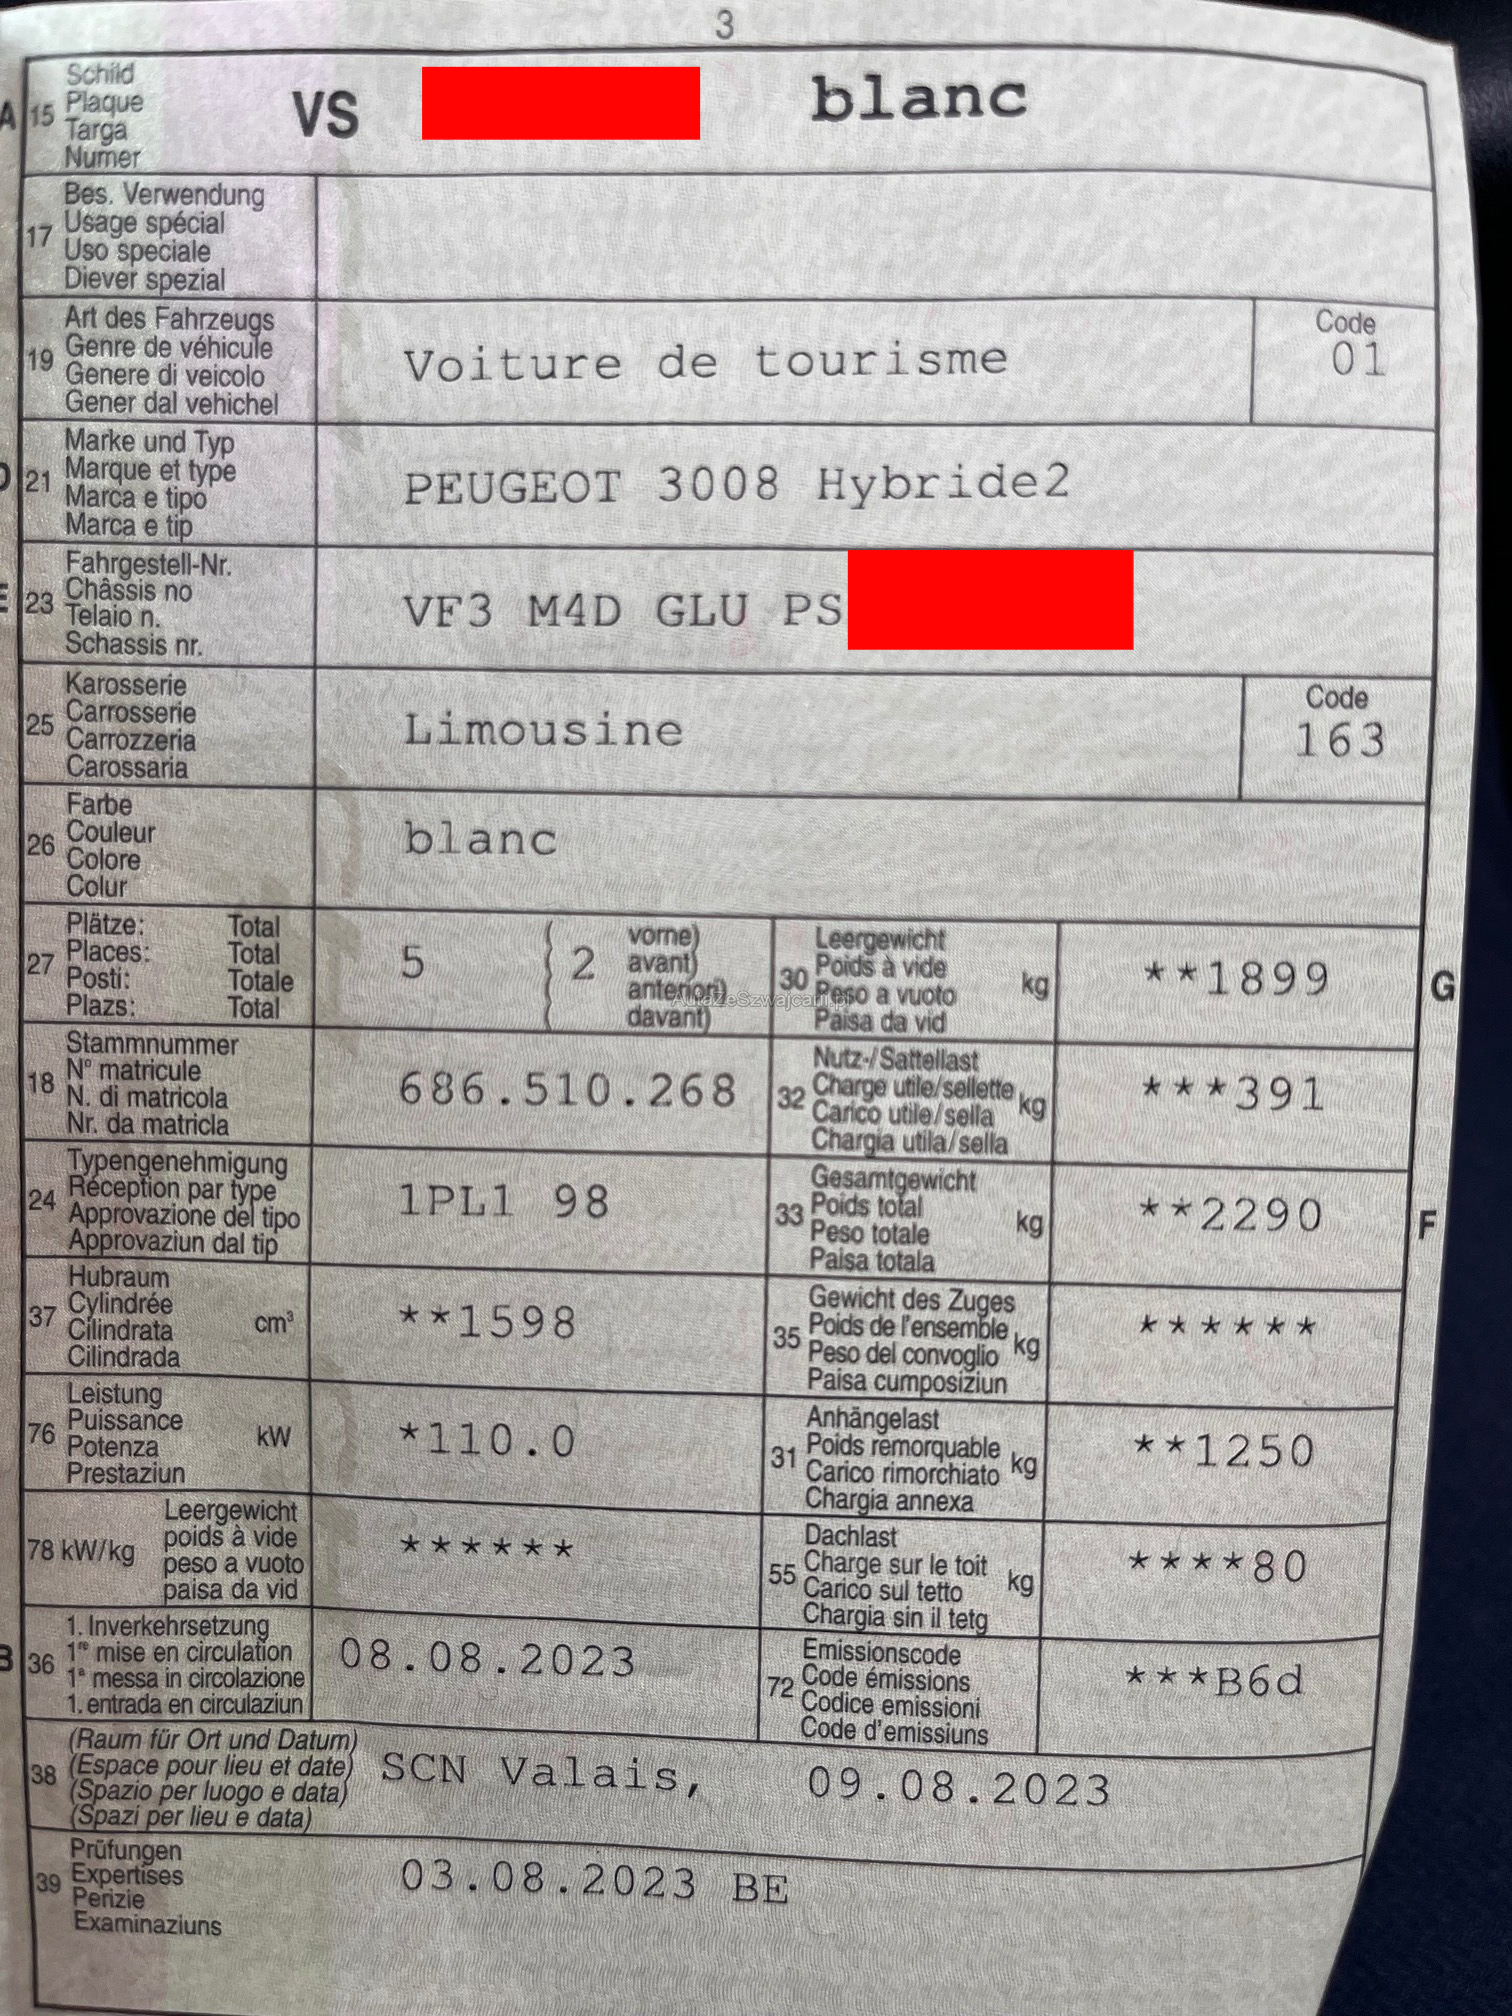 3
A 15 Schild
Plaque
Targa
Numer
VS blanc
17 Bes. Verwendung
Usage spécial
Uso speciale
Diever spezial
19 Art des Fahrzeugs
Genre de véhicule
Genere di veicolo
Gener dal vehichel
Voiture de tourisme
Code
01
D 21 Marke und Typ
Marque et type
Marca e tipo
Marca e tip
PEUGEOT 3008 Hybride2
E 23 Fahrgestell-Nr.
Châssis no
Telaio n.
Schassis nr.
VF3 M4D GLU PS
25 Karosserie
Carrosserie
Carrozzeria
Carossaria
Limousine
Code
163
26 Farbe
Couleur
Colore
Colur
blanc
27 Plätze: Total
Places: Total
Posti: Totale
Plazs: Total
5 { 2 vorne)
avant)
anteriori)
davant)
AutaZeSzwajcarii.pl
30 Leergewicht
Poids à vide
Peso a vuoto
Paisa da vid
kg
**1899
G
18 Stammnummer
N° matricule
N. di matricola
Nr. da matricla
686.510.268
32 Nutz-/Sattellast
Charge utile/sellette
Carico utile/sella
Chargia utila/sella
kg
***391
24 Typengenehmigung
Réception par type
Approvazione del tipo
Approvaziun dal tip
1PL1 98
33 Gesamtgewicht
Poids total
Peso totale
Paisa totala
kg
**2290
F
37 Hubraum
Cylindrée
Cilindrata
Cilindrada
cm³
**1598
35 Gewicht des Zuges
Poids de l'ensemble
Peso del convoglio
Paisa cumposiziun
kg
******
76 Leistung
Puissance
Potenza
Prestaziun
kW
*110.0
31 Anhängelast
Poids remorquable
Carico rimorchiato
Chargia annexa
kg
**1250
78 kW/kg Leergewicht
poids à vide
peso a vuoto
paisa da vid
******
55 Dachlast
Charge sur le toit
Carico sul tetto
Chargia sin il tetg
kg
****80
B 36 1. Inverkehrsetzung
1re mise en circulation
1a messa in circolazione
1. entrada en circulaziun
08.08.2023
72 Emissionscode
Code émissions
Codice emissioni
Code d'emissiuns
***B6d
38 (Raum für Ort und Datum)
(Espace pour lieu et date)
(Spazio per luogo e data)
(Spazi per lieu e data)
SCN Valais, 09.08.2023
39 Prüfungen
Expertises
Perizie
Examinaziuns
03.08.2023 BE